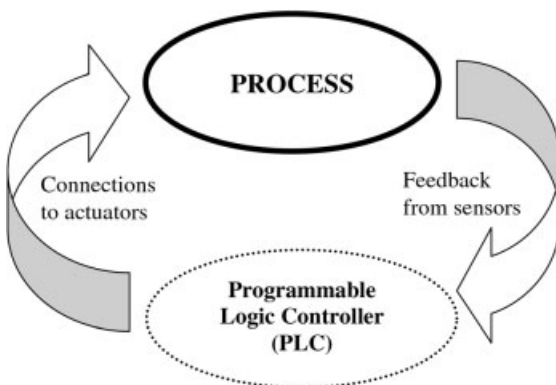 PROCESS
Connections
to actuators
Feedback
from sensors
Programmable
Logic Controller
(PLC)